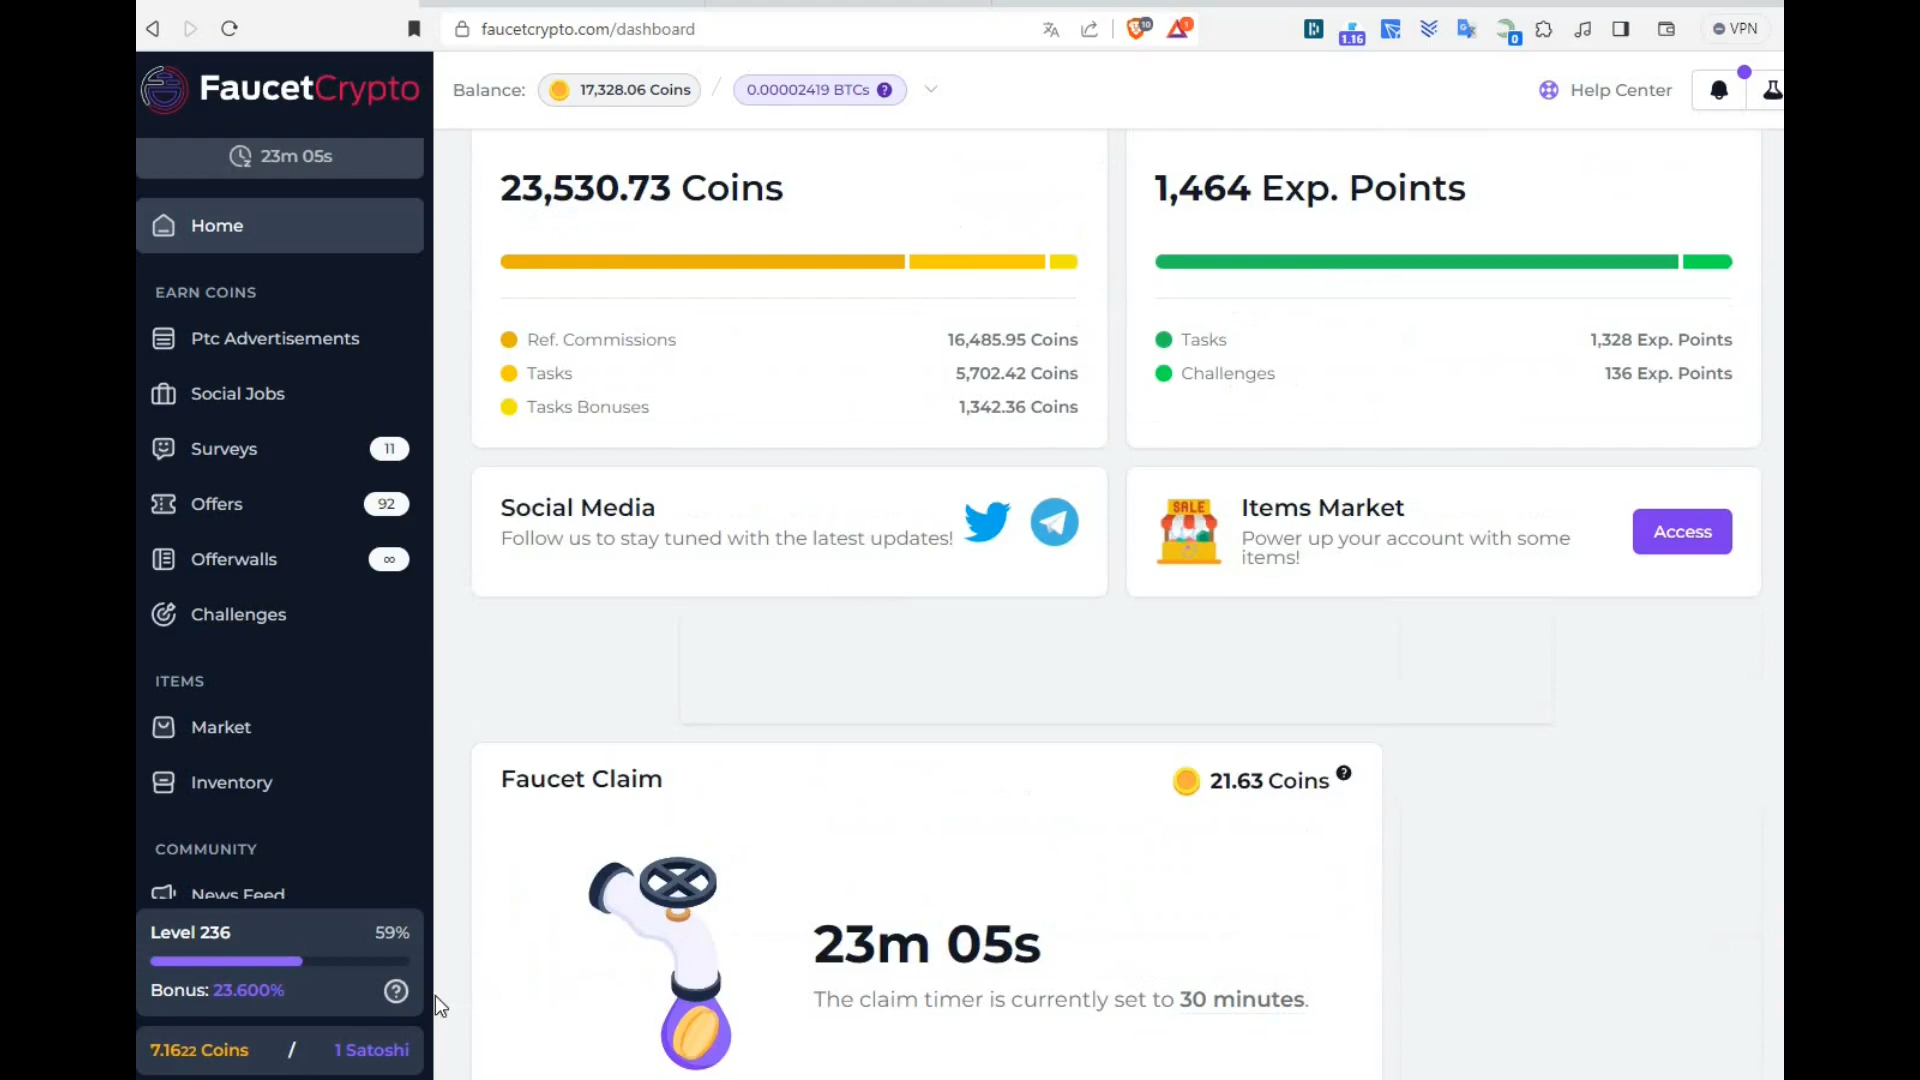 faucetcrypto.com/dashboard
10
1
1.16
0
VPN
FaucetCrypto
Balance: 17,328.06 Coins / 0.00002419 BTCs ?
Help Center
23m 05s
Home
EARN COINS
Ptc Advertisements
Social Jobs
Surveys 11
Offers 92
Offerwalls ∞
Challenges
ITEMS
Market
Inventory
COMMUNITY
News Feed
Level 236 59%
Bonus: 23.600% ?
7.1622 Coins / 1 Satoshi
23,530.73 Coins
Ref. Commissions 16,485.95 Coins
Tasks 5,702.42 Coins
Tasks Bonuses 1,342.36 Coins
1,464 Exp. Points
Tasks 1,328 Exp. Points
Challenges 136 Exp. Points
Social Media
Follow us to stay tuned with the latest updates!
SALE
Items Market
Power up your account with some
items!
Access
Faucet Claim
21.63 Coins ?
23m 05s
The claim timer is currently set to 30 minutes.